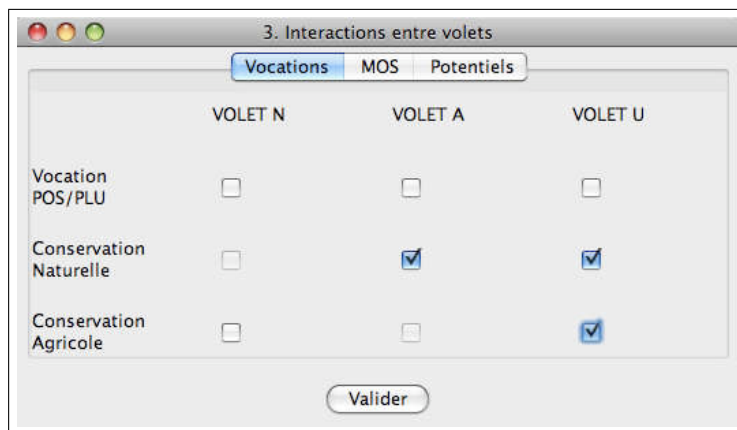 3. Interactions entre volets
Vocations MOS Potentiels
VOLET N VOLET A VOLET U
Vocation
POS/PLU
Conservation
Naturelle
Conservation
Agricole
Valider